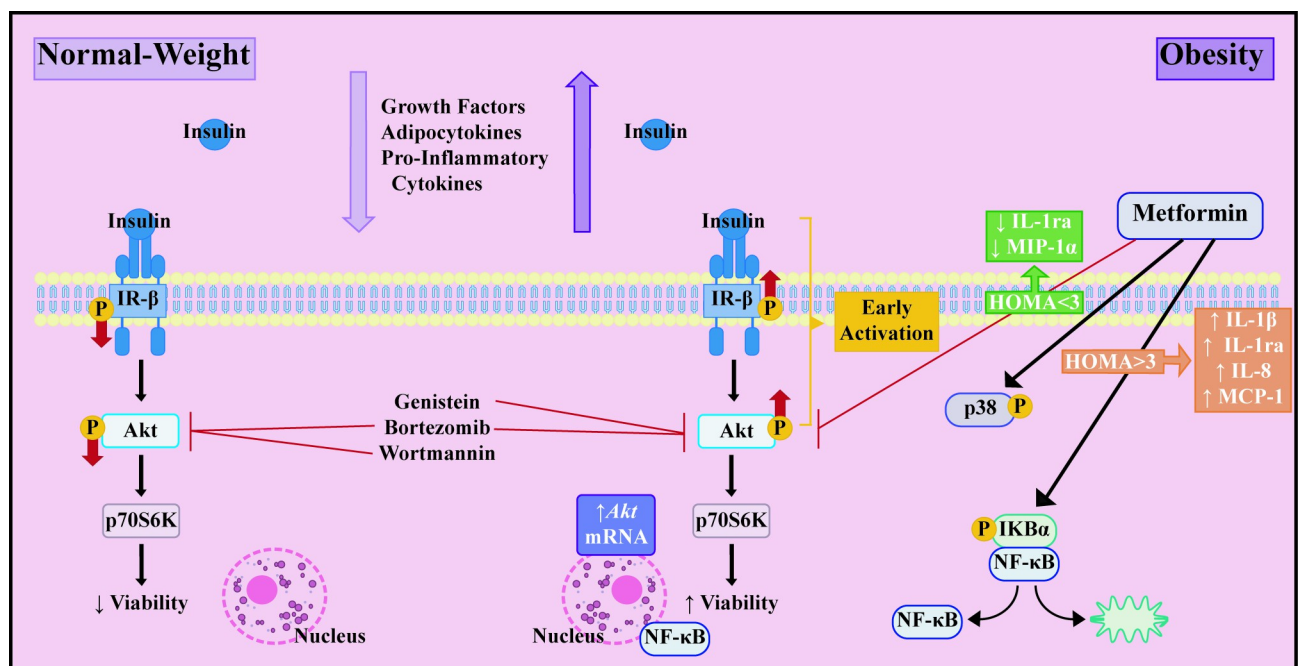 Normal-Weight
Obesity
Growth Factors
Adipocytokines
Pro-Inflammatory
Cytokines
Insulin
Insulin
Insulin
IR-β
P
Akt
P
p70S6K
↓ Viability
Nucleus
Genistein
Bortezomib
Wortmannin
Insulin
IR-β
P
Early
Activation
Akt
P
p70S6K
↑Akt
mRNA
↑ Viability
Nucleus
NF-κB
Metformin
↓ IL-1ra
↓ MIP-1α
HOMA<3
HOMA>3
↑ IL-1β
↑ IL-1ra
↑ IL-8
↑ MCP-1
p38
P
P
IKBα
NF-κB
NF-κB